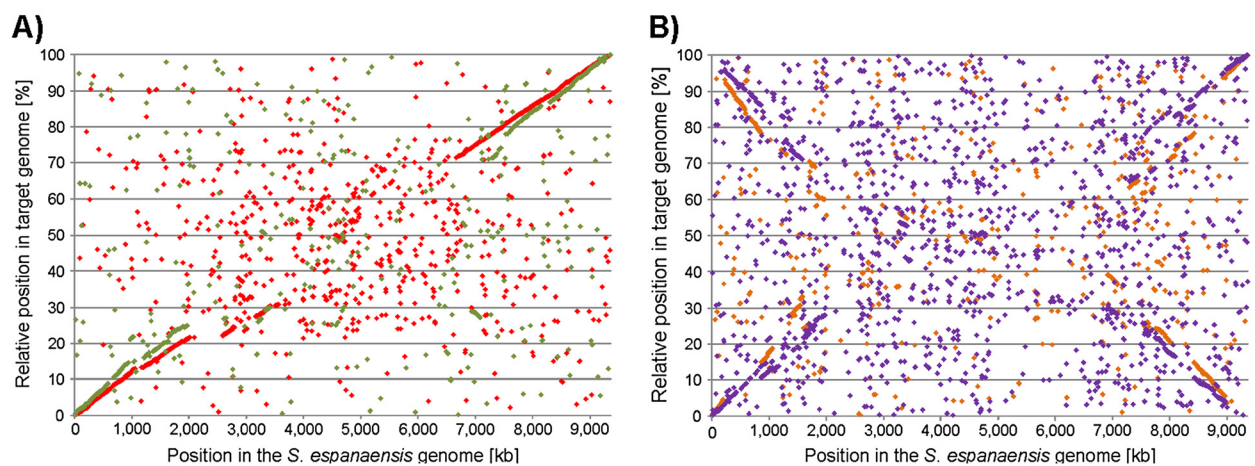 A)
Relative position in target genome [%]
100
90
80
70
60
50
40
30
20
10
0
0 1,000 2,000 3,000 4,000 5,000 6,000 7,000 8,000 9,000
Position in the S. espanaensis genome [kb]
B)
Relative position in target genome [%]
100
90
80
70
60
50
40
30
20
10
0
0 1,000 2,000 3,000 4,000 5,000 6,000 7,000 8,000 9,000
Position in the S. espanaensis genome [kb]